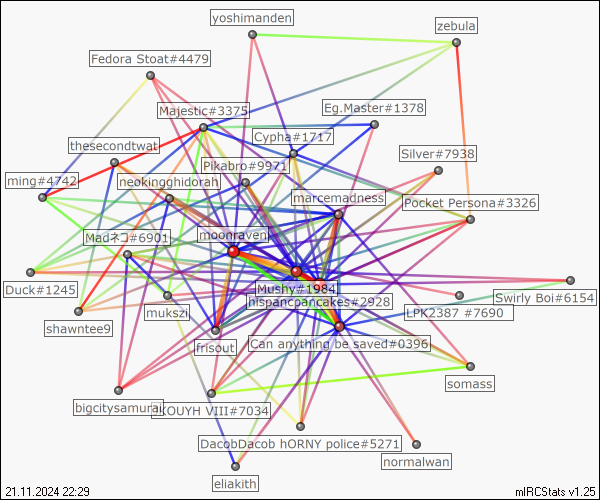 yoshimanden
zebula
Fedora Stoat#4479
Majestic#3375
Eg.Master#1378
Cypha#1717
thesecondtwat
Silver#7938
Pikabro#9971
ming#4742
neokingghidorah
marcemadness
Pocket Persona#3326
moonraven
Madネコ#6901
Duck#1245
Mushy#1984
Swirly Boi#6154
nispancpancakes#2928
mukszi
LPK2387 #7690
shawntee9
frisout
Can anything be saved#0396
somass
bigcitysamurai
KOUYH VIII#7034
DacobDacob hORNY police#5271
normalwan
eliakith
21.11.2024 22:29
mIRCStats v1.25